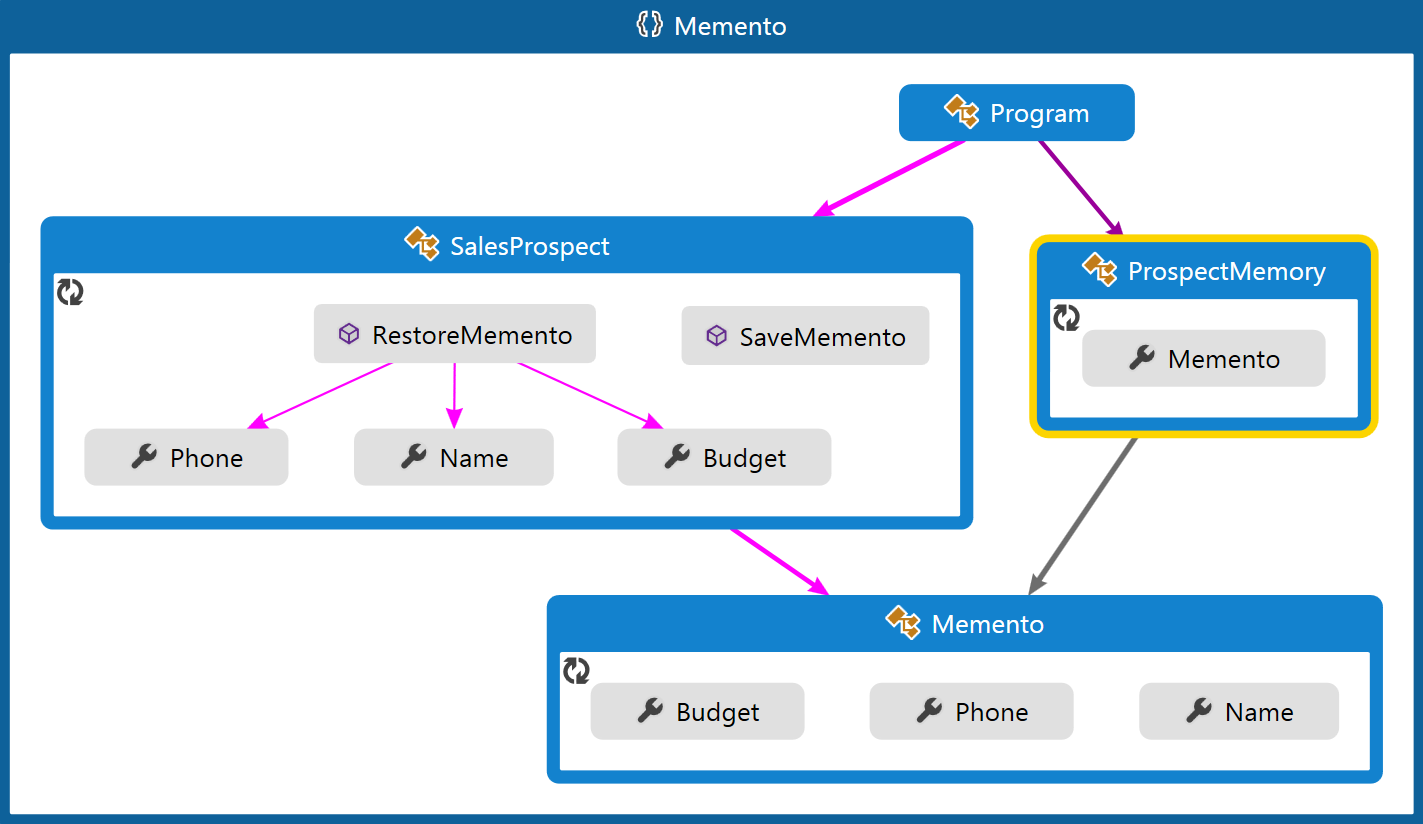 Memento
Program
SalesProspect
ProspectMemory
RestoreMemento
SaveMemento
Memento
Phone
Name
Budget
Memento
Budget
Phone
Name